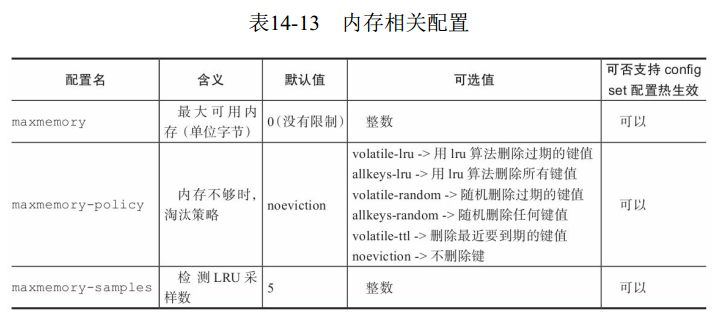 表14-13 内存相关配置
配置名 含义 默认值 可选值 可否支持 config
set 配置热生效
maxmemory 最大可用内
存(单位字节) 0(没有限制) 整数 可以
maxmemory-policy 内存不够时，
淘汰策略 noeviction
volatile-lru -> 用 lru 算法删除过期的键值
allkeys-lru -> 用 lru 算法删除所有键值
volatile-random -> 随机删除过期的键值
allkeys-random -> 随机删除任何键值
volatile-ttl -> 删除最近要到期的键值
noeviction -> 不删除键
可以
maxmemory-samples 检测 LRU 采
样数 5 整数 可以